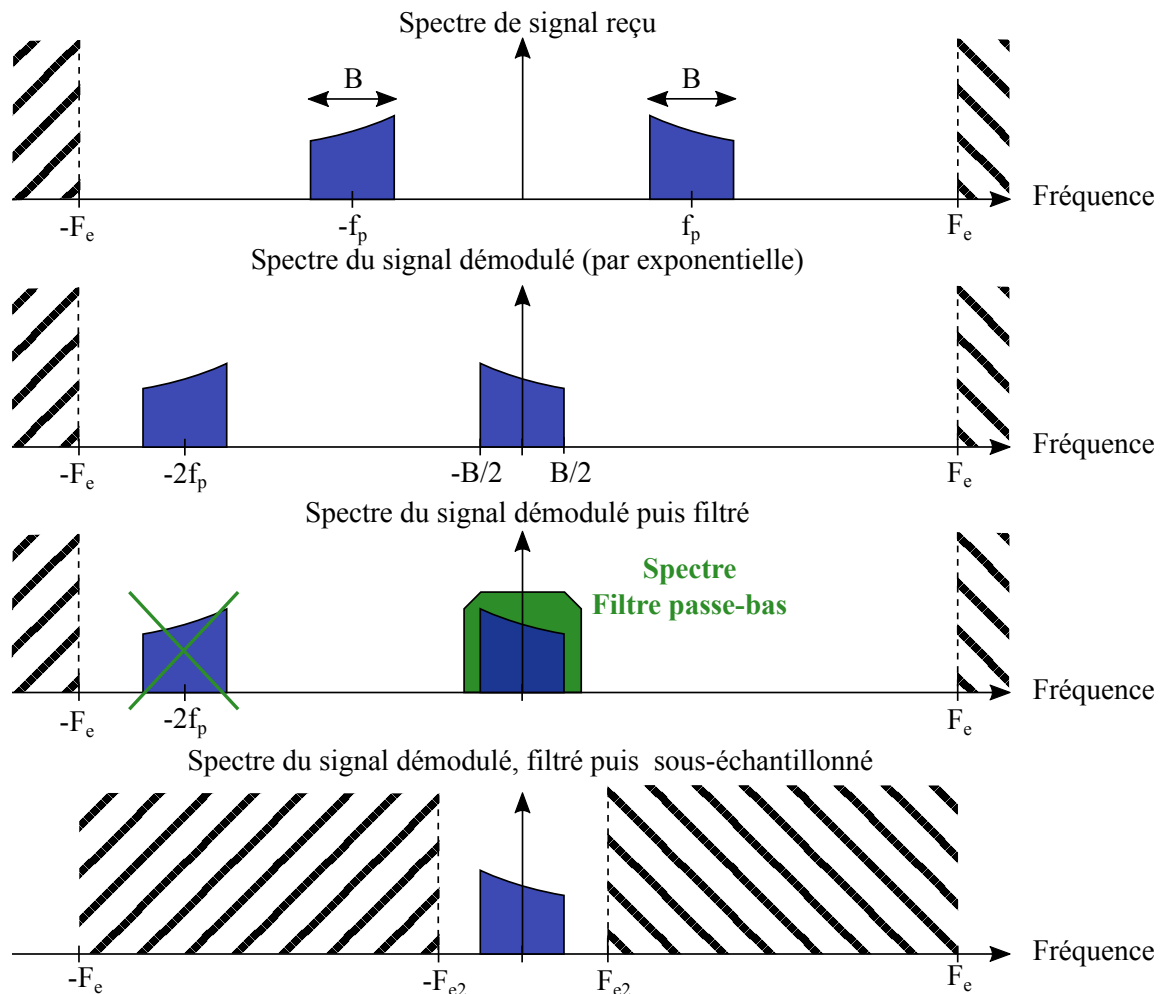 Spectre de signal reçu
B
B
Fréquence
-Fₑ
-fₚ
fₚ
Fₑ
Spectre du signal démodulé (par exponentielle)
Fréquence
-Fₑ
-2fₚ
-B/2
B/2
Fₑ
Spectre du signal démodulé puis filtré
Spectre
Filtre passe-bas
Fréquence
-Fₑ
-2fₚ
Fₑ
Spectre du signal démodulé, filtré puis sous-échantillonné
Fréquence
-Fₑ
-Fₑ₂
Fₑ₂
Fₑ